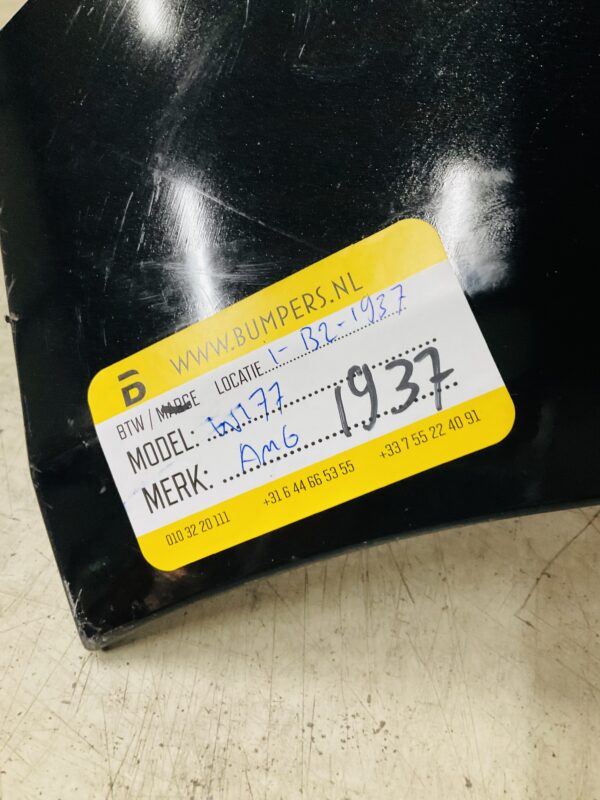 B WWW.BUMPERS.NL
BTW / MARGE LOCATIE 1-B2-1937
MODEL: W177
MERK. AMG 1937
010 32 20 111 +31 6 44 66 53 55 +33 7 55 22 40 91